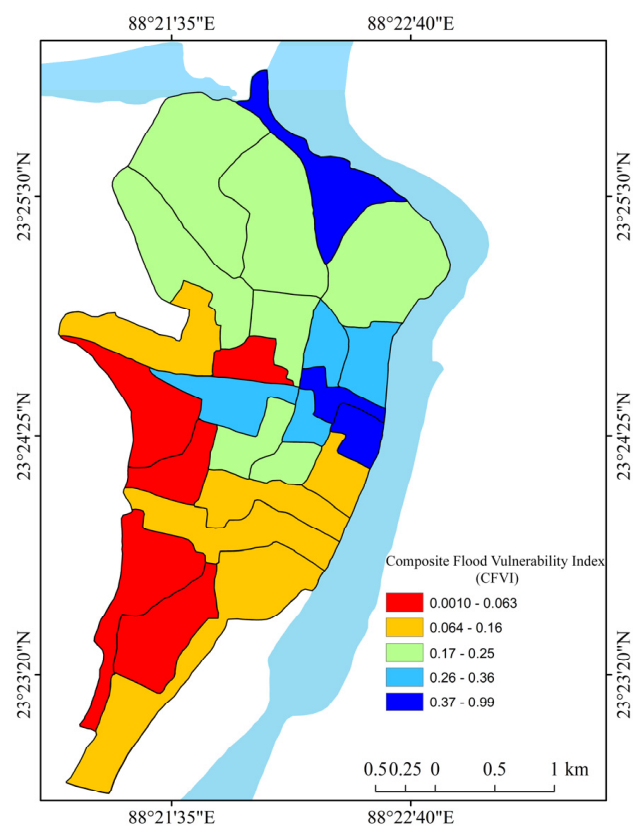 88°21'35"E 88°22'40"E
23°25'30"N 23°25'30"N
23°24'25"N 23°24'25"N
Composite Flood Vulnerability Index
(CFVI)
0.0010 - 0.063
0.064 - 0.16
0.17 - 0.25
0.26 - 0.36
0.37 - 0.99
23°23'20"N 23°23'20"N
0.50.25 0 0.5 1 km
88°21'35"E 88°22'40"E